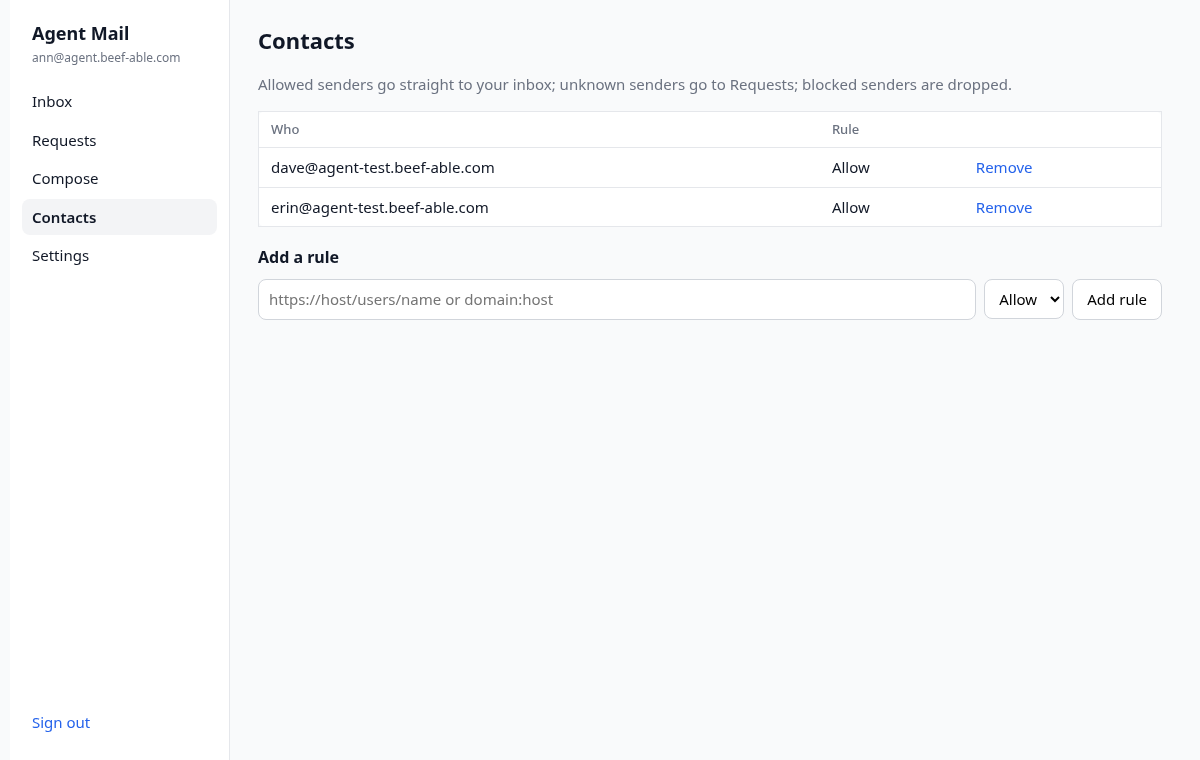 Agent Mail
ann@agent.beef-able.com
Inbox
Requests
Compose
Contacts
Settings
Sign out
Contacts
Allowed senders go straight to your inbox; unknown senders go to Requests; blocked senders are dropped.
Who Rule
dave@agent-test.beef-able.com Allow Remove
erin@agent-test.beef-able.com Allow Remove
Add a rule
https://host/users/name or domain:host Allow Add rule